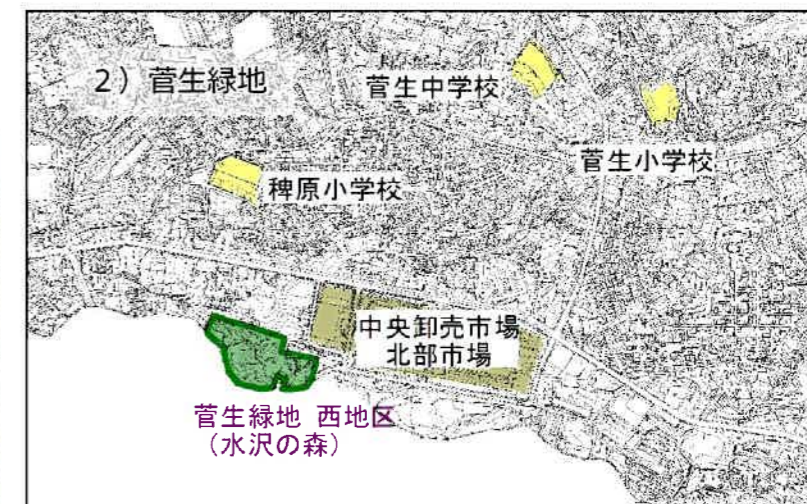 2）菅生緑地
菅生中学校
菅生小学校
稗原小学校
中央卸売市場
北部市場
菅生緑地 西地区
（水沢の森）